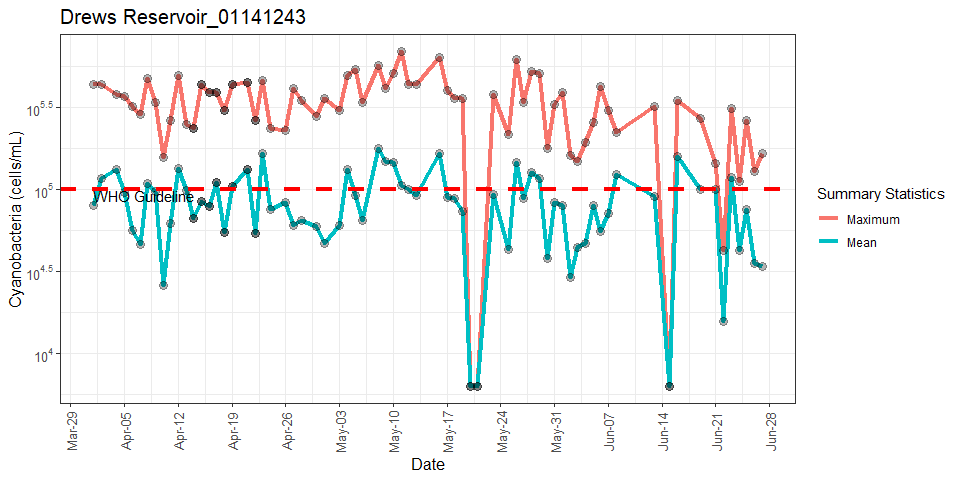 Drews Reservoir_01141243
Cyanobacteria (cells/mL)
10^5.5
10^5
10^4.5
10^4
WHO Guideline
Mar-29
Apr-05
Apr-12
Apr-19
Apr-26
May-03
May-10
May-17
May-24
May-31
Jun-07
Jun-14
Jun-21
Jun-28
Date
Summary Statistics
Maximum
Mean